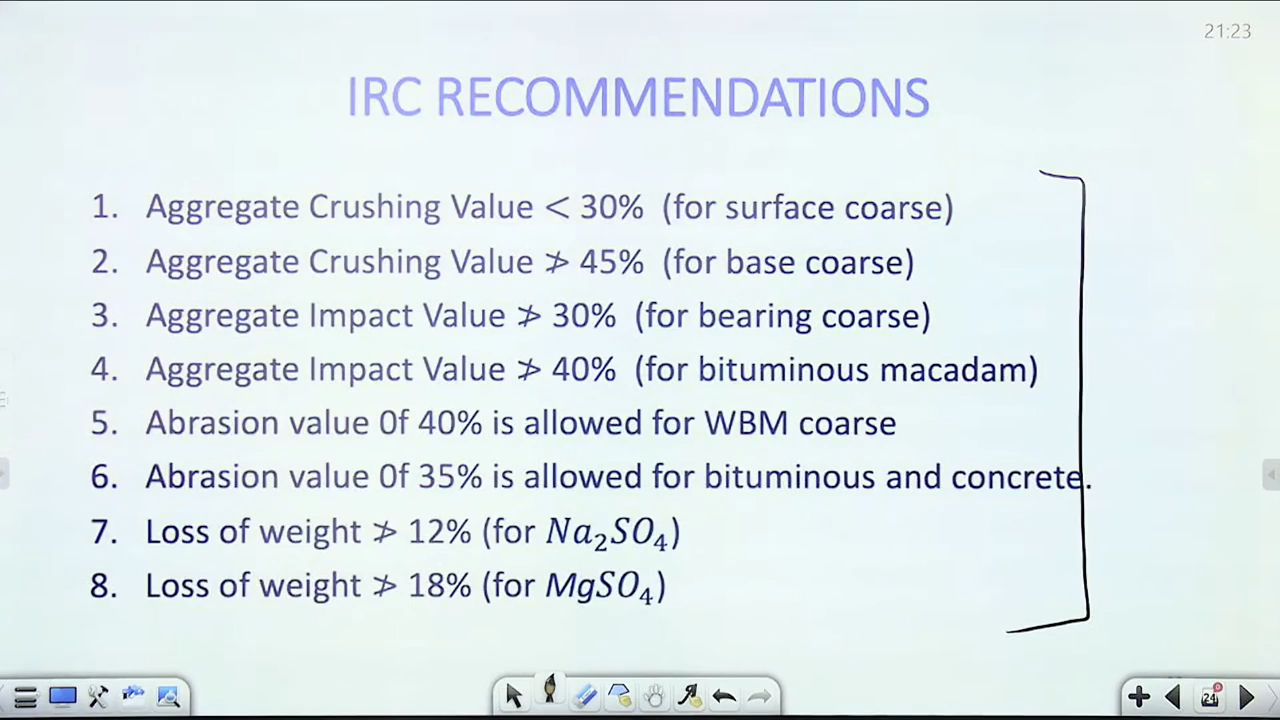 21:23
IRC RECOMMENDATIONS
1. Aggregate Crushing Value < 30% (for surface coarse)
2. Aggregate Crushing Value ≯ 45% (for base coarse)
3. Aggregate Impact Value ≯ 30% (for bearing coarse)
4. Aggregate Impact Value ≯ 40% (for bituminous macadam)
5. Abrasion value 0f 40% is allowed for WBM coarse
6. Abrasion value 0f 35% is allowed for bituminous and concrete.
7. Loss of weight ≯ 12% (for Na₂SO₄)
8. Loss of weight ≯ 18% (for MgSO₄)
24